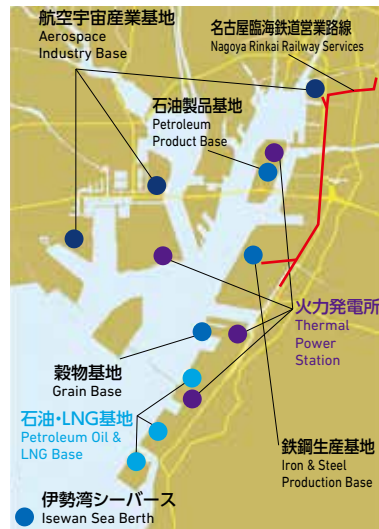 航空宇宙産業基地
Aerospace
Industry Base
名古屋臨海鉄道営業路線
Nagoya Rinkai Railway Services
石油製品基地
Petroleum
Product Base
火力発電所
Thermal
Power
Station
穀物基地
Grain Base
石油・LNG基地
Petroleum Oil &
LNG Base
鉄鋼生産基地
Iron & Steel
Production Base
伊勢湾シーバース
Isewan Sea Berth